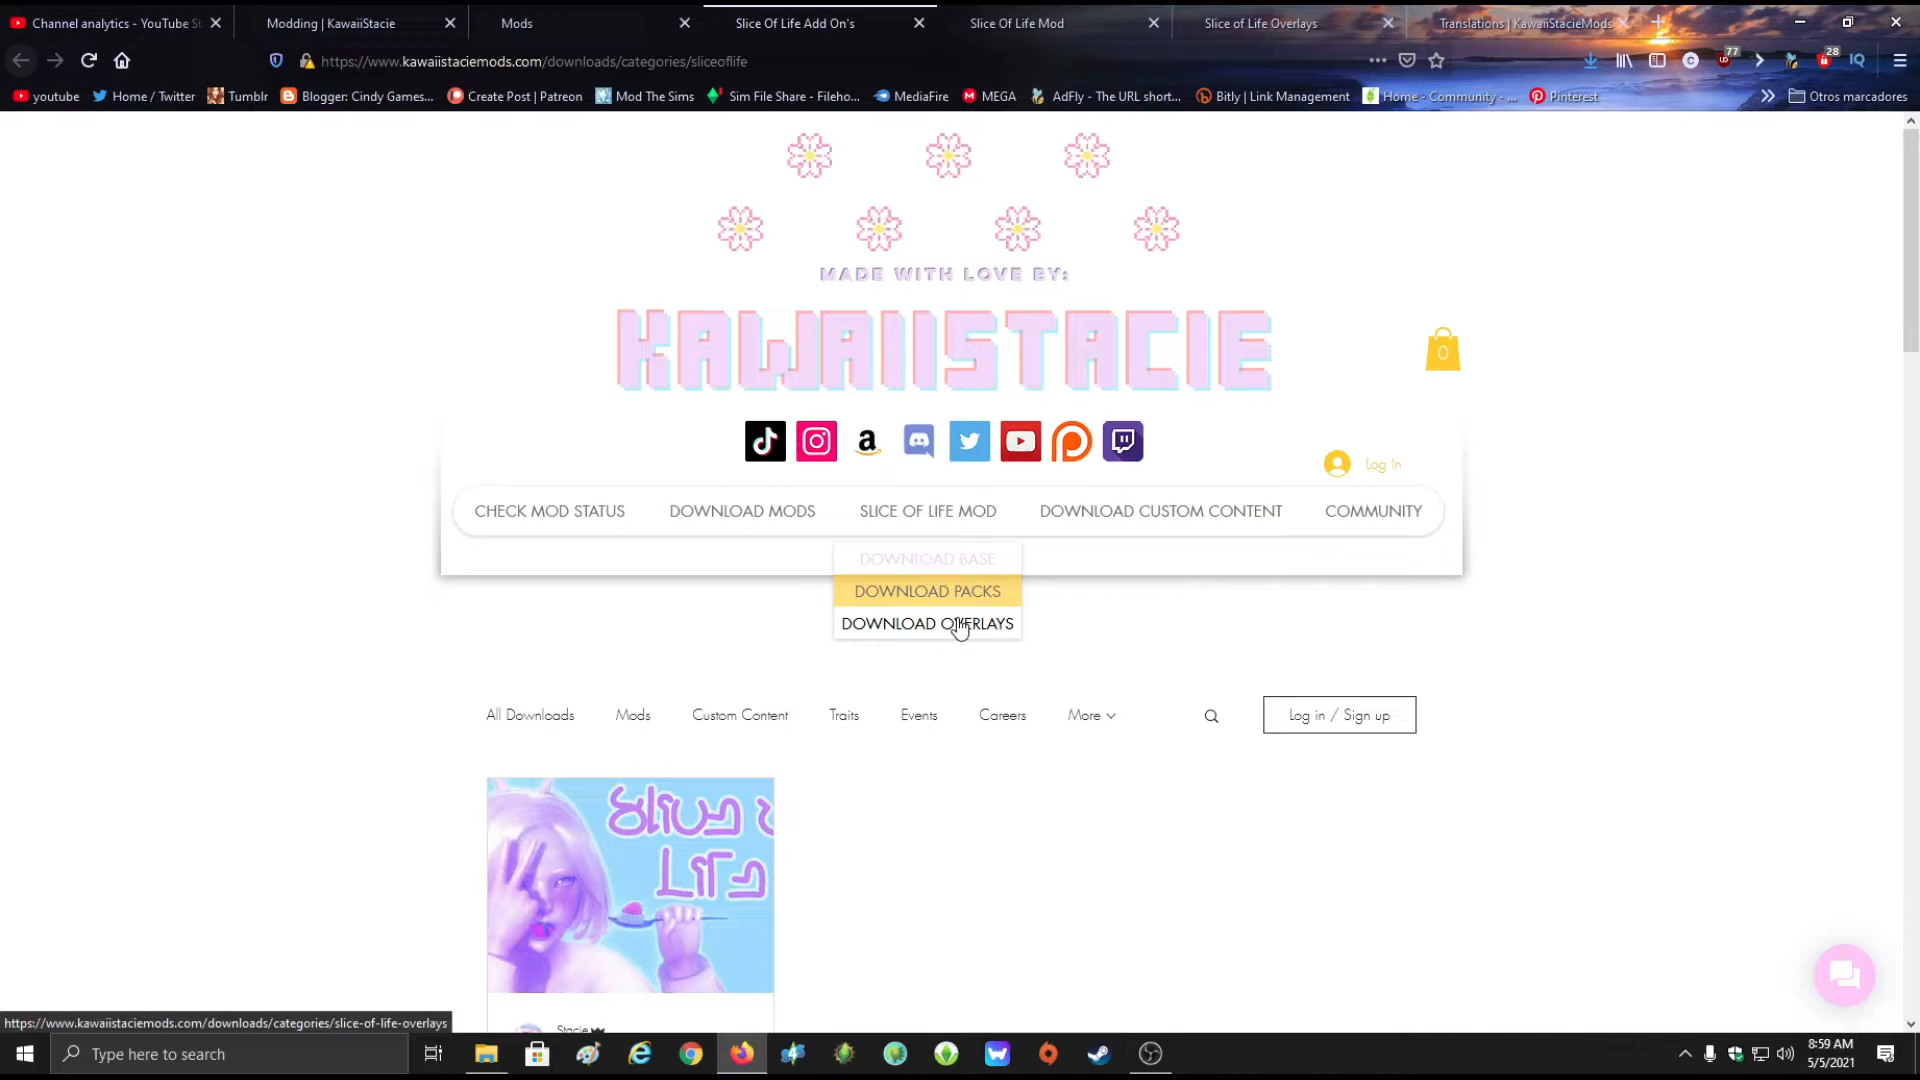 Channel analytics - YouTube St
Modding | KawaiiStacie
Mods
Slice Of Life Add On's
Slice Of Life Mod
Slice of Life Overlays
Translations | KawaiiStacieMods
https://www.kawaiistaciemods.com/downloads/categories/sliceoflife
77
28
IQ
youtube
Home / Twitter
Tumblr
Blogger: Cindy Games...
Create Post | Patreon
Mod The Sims
Sim File Share - Fileho...
MediaFire
MEGA
AdFly - The URL short...
Bitly | Link Management
Home - Community - ...
Pinterest
Otros marcadores
MADE WITH LOVE BY:
KAWAIISTACIE
0
Log In
CHECK MOD STATUS
DOWNLOAD MODS
SLICE OF LIFE MOD
DOWNLOAD CUSTOM CONTENT
COMMUNITY
DOWNLOAD BASE
DOWNLOAD PACKS
DOWNLOAD OVERLAYS
All Downloads
Mods
Custom Content
Traits
Events
Careers
More
Log in / Sign up
Stacie
https://www.kawaiistaciemods.com/downloads/categories/slice-of-life-overlays
Type here to search
8:59 AM
5/5/2021